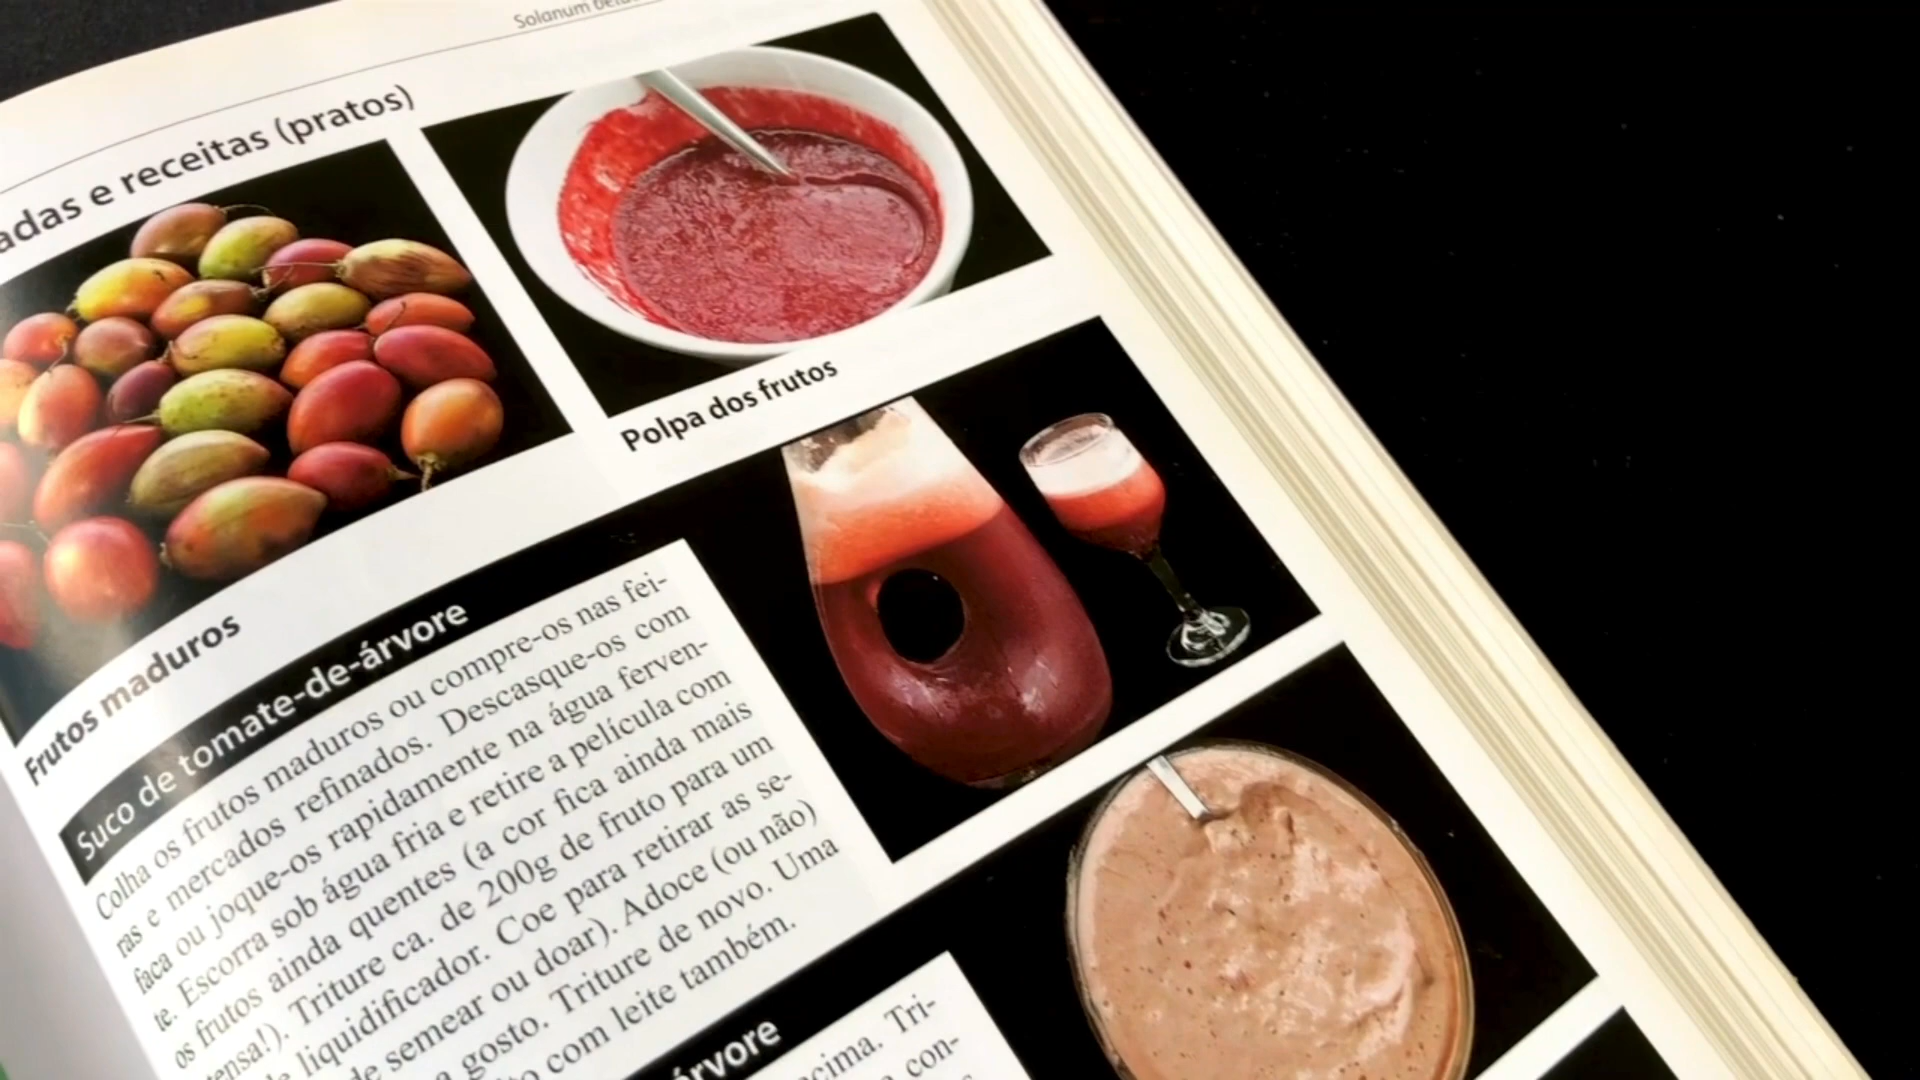 Solanum
adas e receitas (pratos)
Polpa dos frutos
Frutos maduros
Suco de tomate-de-árvore
Colha os frutos maduros ou compre-os nas fei-
ras e mercados refinados. Descasque-os com
faca ou joque-os rapidamente na água ferven-
te. Escorra sob água fria e retire a película com
os frutos ainda quentes (a cor fica ainda mais
tensa!). Triture ca. de 200g de fruto para um
liquidificador. Coe para retirar as se-
de semear ou doar). Adoce (ou não)
a gosto. Triture de novo. Uma
com leite também.
árvore
cima. Tri-
con-